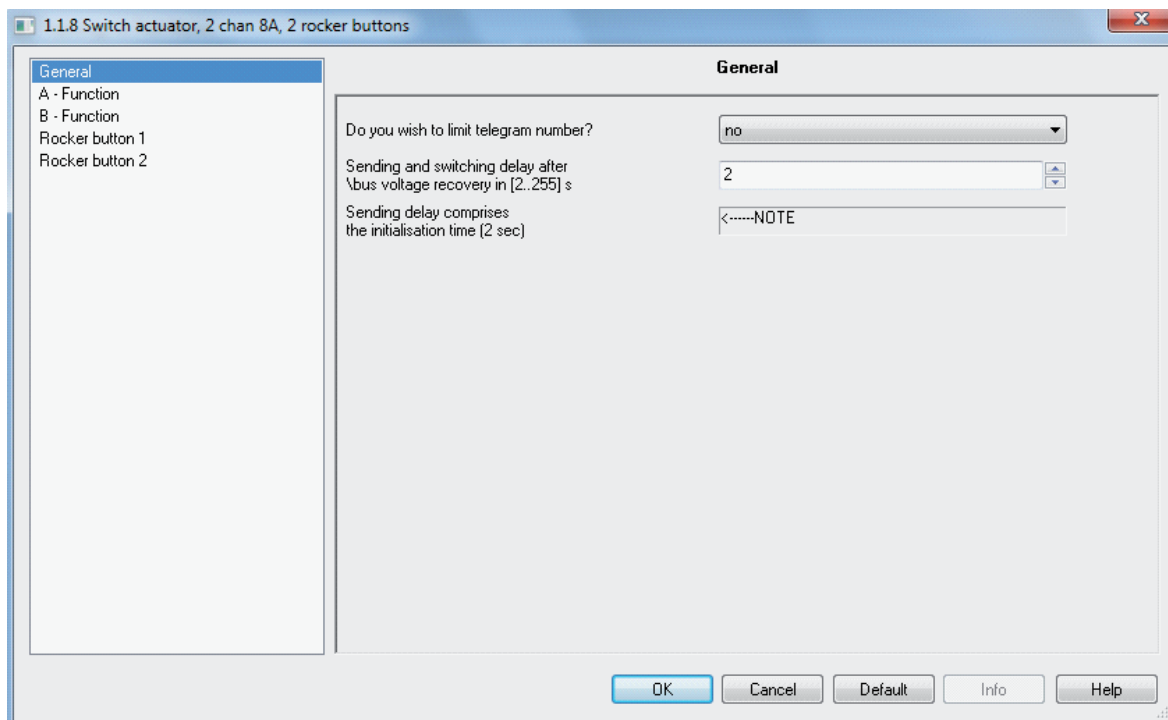 1.1.8 Switch actuator, 2 chan 8A, 2 rocker buttons
General
A - Function
B - Function
Rocker button 1
Rocker button 2
General
Do you wish to limit telegram number?
no
Sending and switching delay after
\bus voltage recovery in [2..255] s
2
Sending delay comprises
the initialisation time (2 sec)
<------NOTE
OK
Cancel
Default
Info
Help